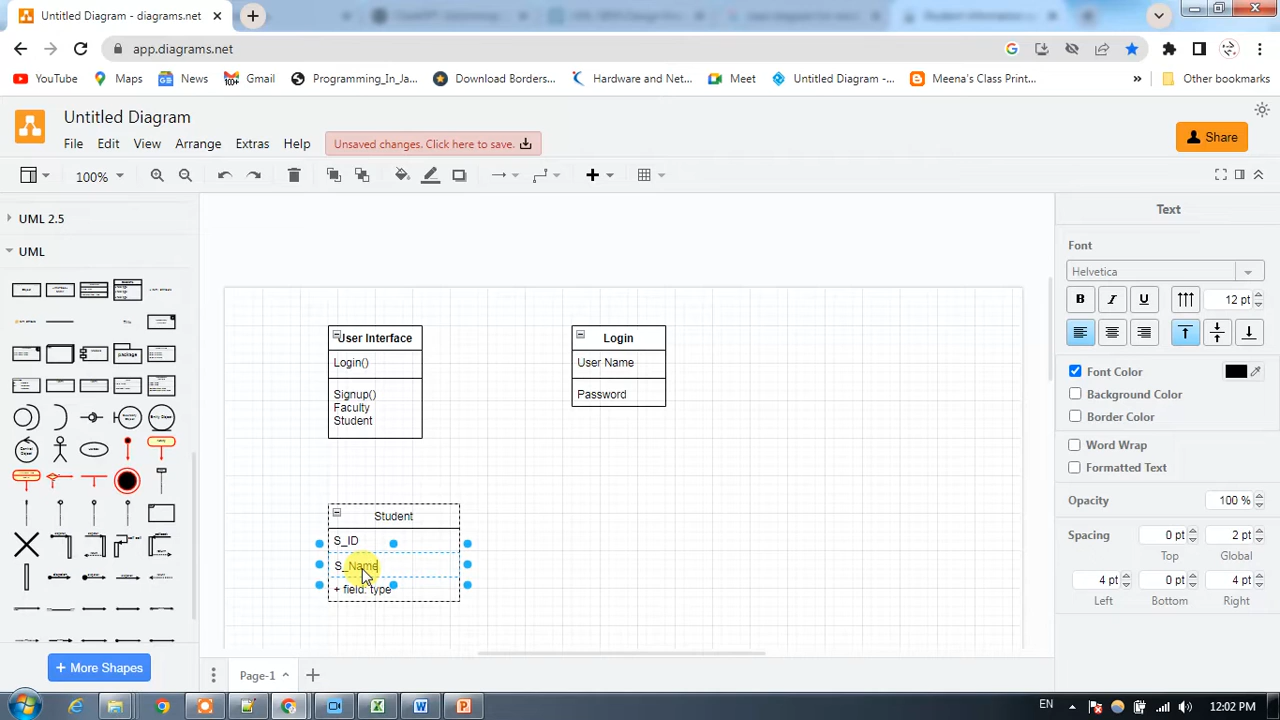 Untitled Diagram - diagrams.net
app.diagrams.net
YouTube
Maps
News
Gmail
Programming_In_Ja...
Download Borders...
Hardware and Net...
Meet
Untitled Diagram -...
Meena's Class Print...
»
Other bookmarks
Untitled Diagram
File
Edit
View
Arrange
Extras
Help
Unsaved changes. Click here to save.
Share
100%
UML 2.5
UML
package
User Interface
Login()
Signup()
Faculty
Student
Login
User Name
Password
Student
S_ID
S_Name
+ field: type
Text
Font
Helvetica
B
I
U
12 pt
Font Color
Background Color
Border Color
Word Wrap
Formatted Text
Opacity
100 %
Spacing
0 pt
2 pt
Top
Global
4 pt
0 pt
4 pt
Left
Bottom
Right
+ More Shapes
Page-1
EN
12:02 PM